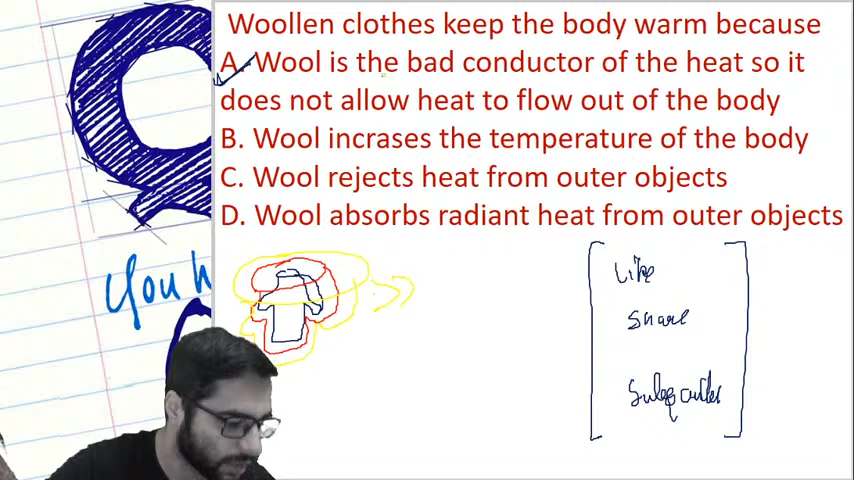 Woollen clothes keep the body warm because
A. Wool is the bad conductor of the heat so it
does not allow heat to flow out of the body
B. Wool incrases the temperature of the body
C. Wool rejects heat from outer objects
D. Wool absorbs radiant heat from outer objects
You
Like
Share